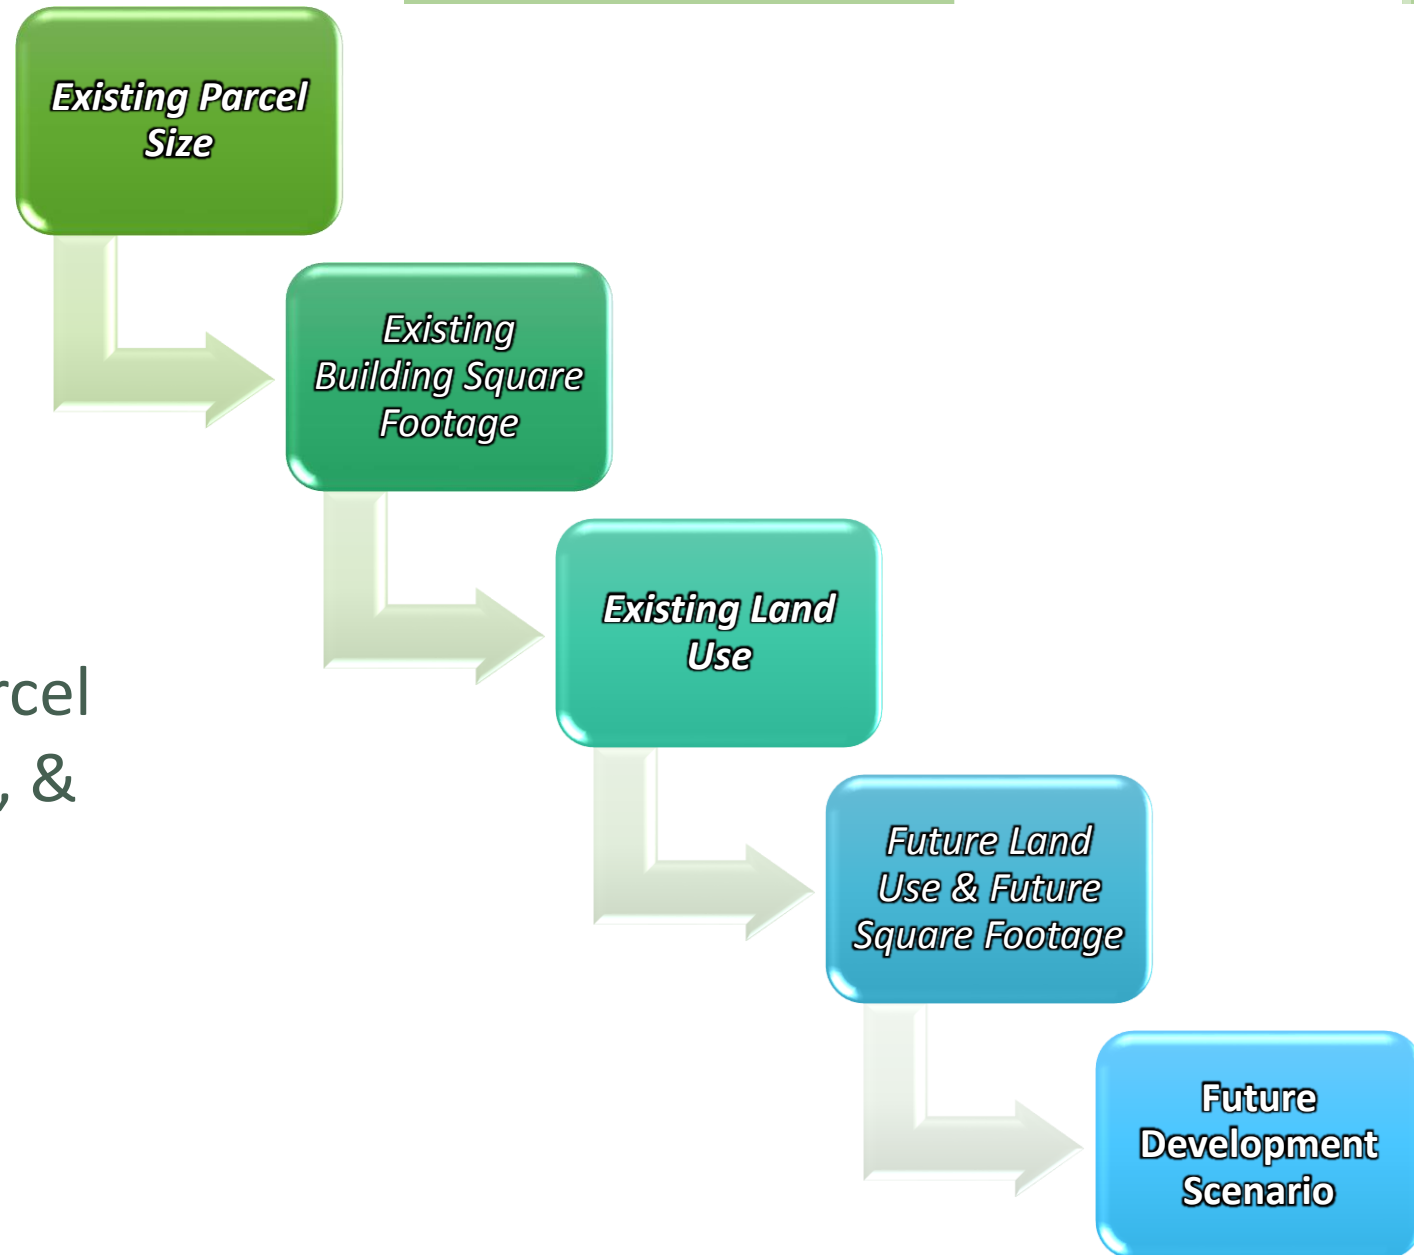 Existing Parcel
Size
Existing
Building Square
Footage
Existing Land
Use
rcel
, &
Future Land
Use & Future
Square Footage
Future
Development
Scenario